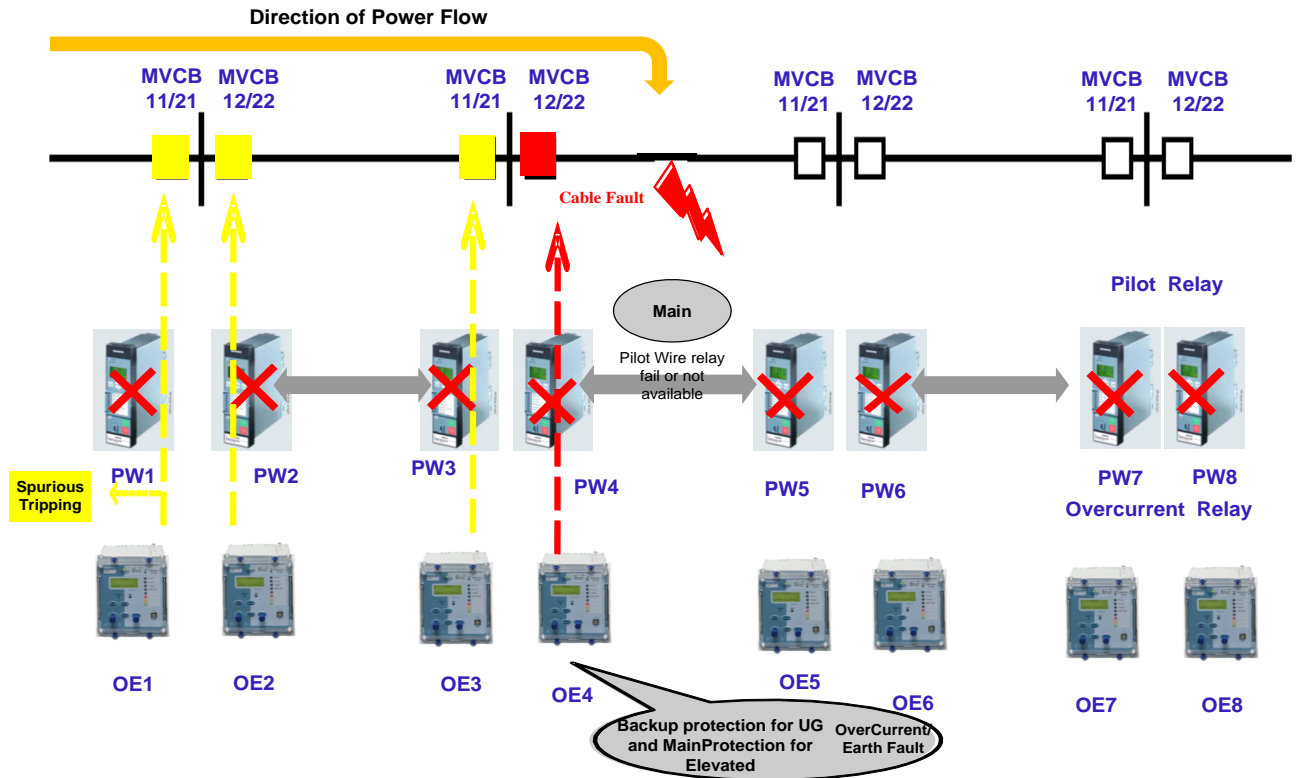 Direction of Power Flow
MVCB
11/21
MVCB
12/22
MVCB
11/21
MVCB
12/22
MVCB
11/21
MVCB
12/22
MVCB
11/21
MVCB
12/22
Cable Fault
Main
Pilot Wire relay
fail or not
available
Pilot Relay
PW1
PW2
PW3
PW4
PW5
PW6
PW7
PW8
Spurious
Tripping
Overcurrent Relay
OE1
OE2
OE3
OE4
OE5
OE6
OE7
OE8
Backup protection for UG
and MainProtection for
Elevated
OverCurrent/
Earth Fault